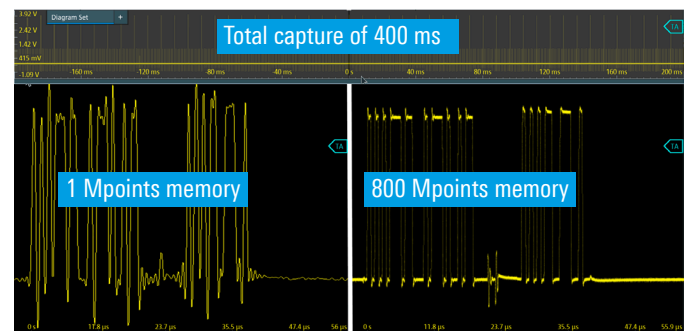 3.92 V
Diagram Set +
2.42 V
Total capture of 400 ms
TA
1.42 V
415 mV
-1.09 V
-160 ms -120 ms -80 ms -40 ms 0 s 40 ms 80 ms 120 ms 160 ms 200 ms
TA TA
1 Mpoints memory
800 Mpoints memory
0 s 11.8 µs 23.7 µs 35.5 µs 47.4 µs 56 µs
0 s 11.8 µs 23.7 µs 35.5 µs 47.4 µs 55.9 µs